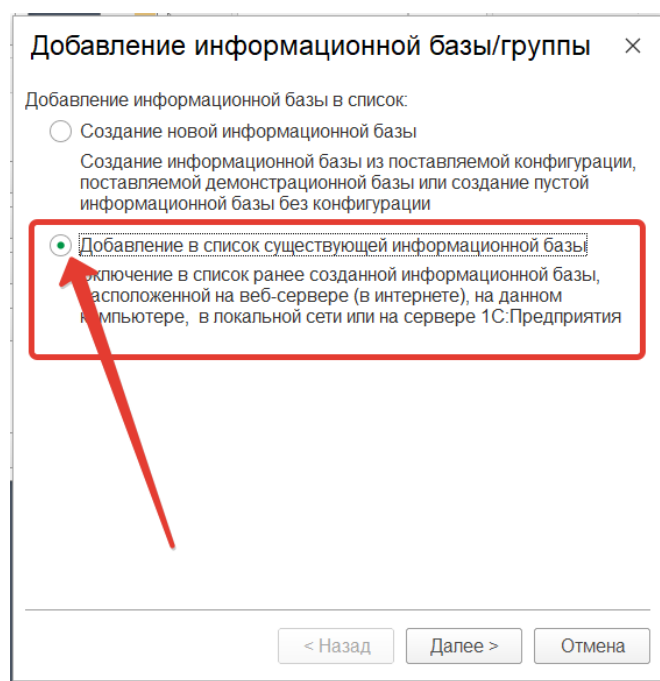 Добавление информационной базы/группы
Добавление информационной базы в список:
Создание новой информационной базы
Создание информационной базы из поставляемой конфигурации,
поставляемой демонстрационной базы или создание пустой
информационной базы без конфигурации
Добавление в список существующей информационной базы
включение в список ранее созданной информационной базы,
расположенной на веб-сервере (в интернете), на данном
компьютере, в локальной сети или на сервере 1С:Предприятия
< Назад Далее > Отмена